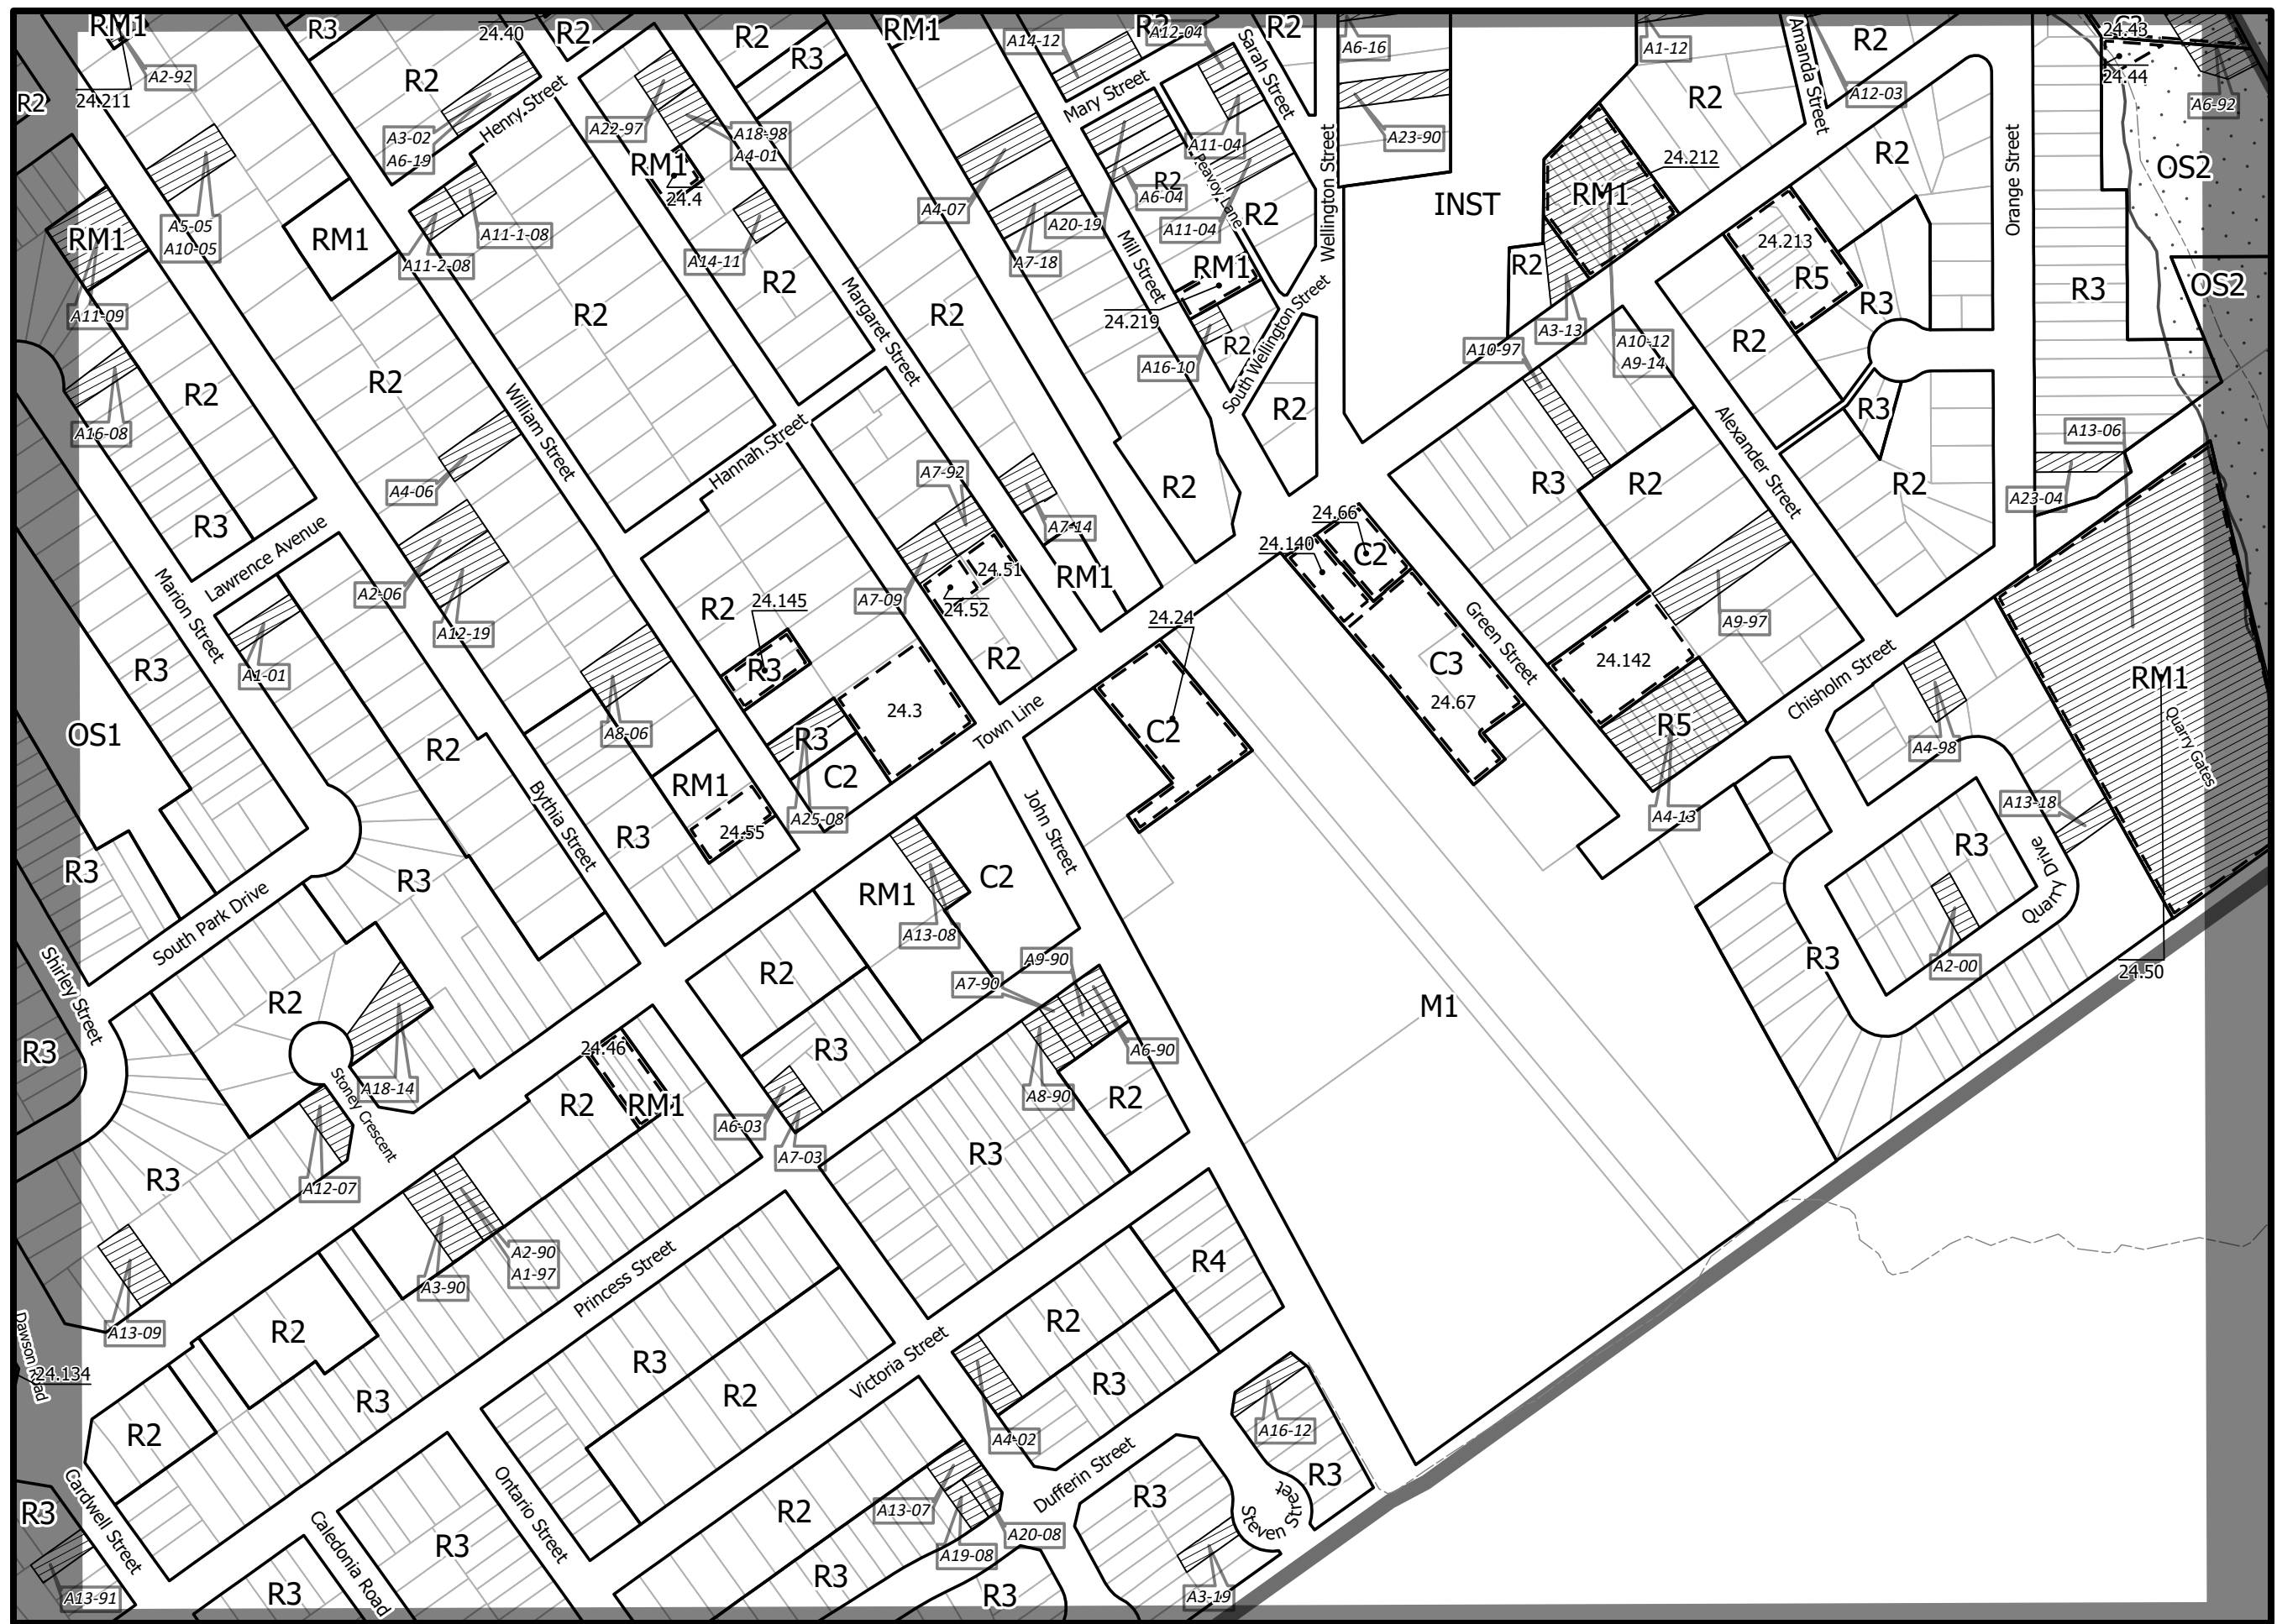 RM1
R3
24.40
R2
R2
R3
RM1
A14-12
R2
A12-04
R2
A6-16
A1-12
R2
24.43
24.44
A2-92
24.211
R2
R2
A3-02
A6-19
Henry Street
A22-97
A18-98
A4-01
RM1
24.4
Mary Street
Sarah Street
A11-04
Peavoy Lane
R2
A6-04
A11-04
R2
A20-19
A4-07
A7-18
Wellington Street
A23-90
INST
R2
Amanda Street
A12-03
24.212
RM1
R2
Orange Street
OS2
A6-92
OS2
RM1
A5-05
A10-05
RM1
A11-1-08
A11-2-08
A14-11
R2
Margaret Street
Mill Street
RM1
24.219
R2
A16-10
South Wellington Street
R2
R2
A3-13
A10-12
A9-14
A10-97
24.213
R5
R3
R2
R3
R3
A11-09
R2
R2
R2
R2
A16-08
William Street
A4-06
Hannah Street
A7-92
A7-14
R2
R3
R2
Alexander Street
R2
A13-06
A23-04
R3
Lawrence Avenue
Marion Street
A2-06
A12-19
A1-01
R3
OS1
R2
24.145
R3
A7-09
24.51
24.52
RM1
R2
24.3
24.66
24.140
C2
24.24
C2
C3
24.67
Green Street
24.142
R5
A9-97
Chisholm Street
A4-98
RM1
Quarry Gates
A8-06
RM1
24.55
R3
C2
A25-08
Town Line
John Street
R2
Bythia Street
R3
R3
R3
South Park Drive
Shirley Street
R2
R3
Stoney Crescent
A18-14
A12-07
RM1
C2
A13-08
R2
A9-90
A7-90
A6-90
A8-90
R2
R3
A6-03
A7-03
24.46
R2
RM1
M1
A4-13
A13-18
R3
Quarry Drive
A2-00
R3
24.50
R3
A13-09
A3-90
A2-90
A1-97
Princess Street
R3
R4
R2
R2
Dawson Road
24.134
R3
R3
R2
Victoria Street
R3
A4-02
A16-12
R3
R2
Cardwell Street
R3
A13-91
Caledonia Road
R3
R3
Ontario Street
R2
A13-07
A20-08
A19-08
R3
R3
Dufferin Street
R3
Steven Street
A3-19